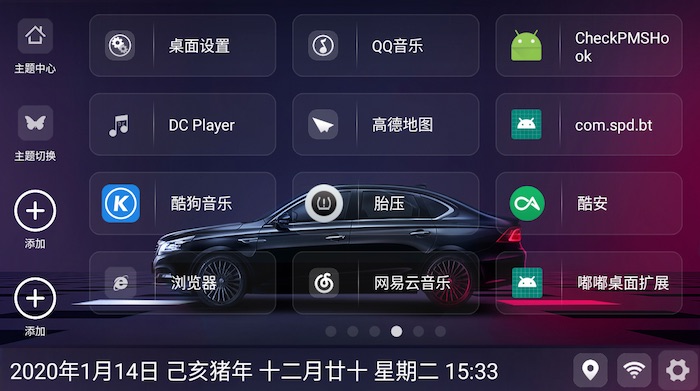 主题中心
桌面设置
QQ音乐
CheckPMSHo
ok
主题切换
DC Player
高德地图
com.spd.bt
添加
酷狗音乐
胎压
酷安
添加
浏览器
网易云音乐
嘟嘟桌面扩展
2020年1月14日 己亥猪年 十二月廿十 星期二 15:33